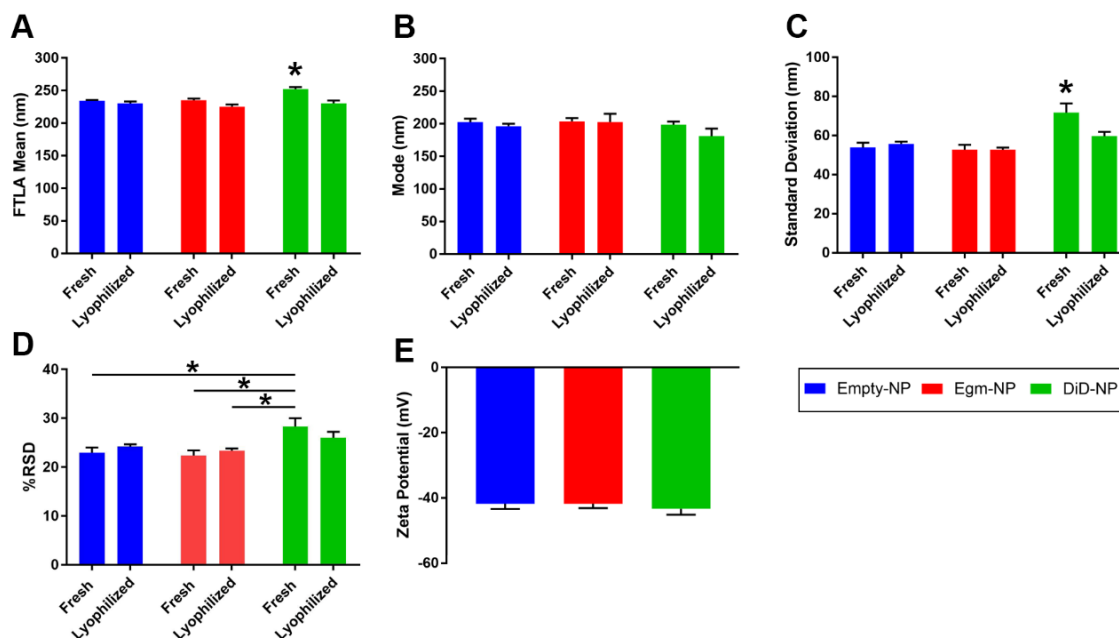 A
FTLA Mean (nm)
300
250
200
150
100
50
0
*
Fresh
Lyophilized
Fresh
Lyophilized
Fresh
Lyophilized
B
Mode (nm)
300
250
200
150
100
50
0
Fresh
Lyophilized
Fresh
Lyophilized
Fresh
Lyophilized
C
Standard Deviation (nm)
100
80
60
40
20
0
*
Fresh
Lyophilized
Fresh
Lyophilized
Fresh
Lyophilized
D
%RSD
40
30
20
10
0
*
*
*
Fresh
Lyophilized
Fresh
Lyophilized
Fresh
Lyophilized
E
Zeta Potential (mV)
0
-20
-40
-60
Empty-NP Egm-NP DiD-NP